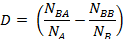 D = (N_BA/N_A − N_BB/N_B)